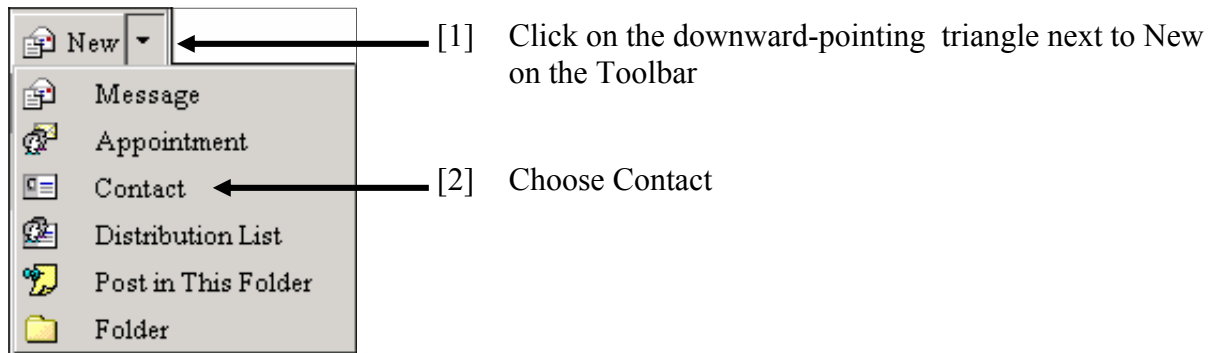 New
[1] Click on the downward-pointing triangle next to New
on the Toolbar
Message
Appointment
[2] Choose Contact
Contact
Distribution List
Post in This Folder
Folder